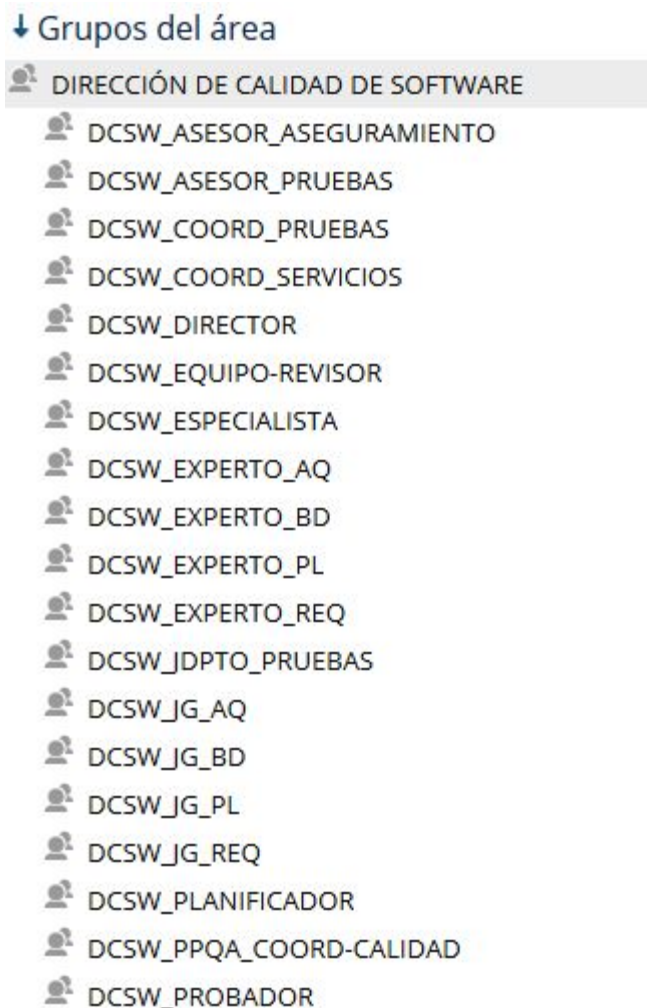 Grupos del área
DIRECCIÓN DE CALIDAD DE SOFTWARE
DCSW_ASESOR_ASEGURAMIENTO
DCSW_ASESOR_PRUEBAS
DCSW_COORD_PRUEBAS
DCSW_COORD_SERVICIOS
DCSW_DIRECTOR
DCSW_EQUIPO-REVISOR
DCSW_ESPECIALISTA
DCSW_EXPERTO_AQ
DCSW_EXPERTO_BD
DCSW_EXPERTO_PL
DCSW_EXPERTO_REQ
DCSW_JDPTO_PRUEBAS
DCSW_JG_AQ
DCSW_JG_BD
DCSW_JG_PL
DCSW_JG_REQ
DCSW_PLANIFICADOR
DCSW_PPQA_COORD-CALIDAD
DCSW_PROBADOR